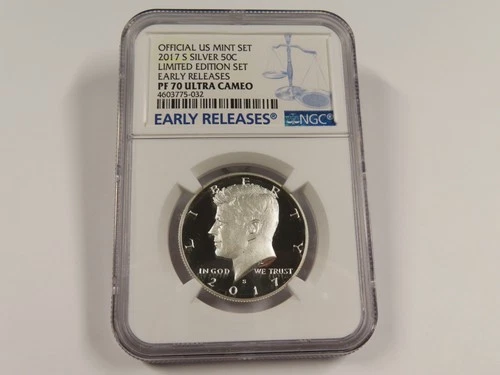 OFFICIAL US MINT SET
2017 S SILVER 50C
LIMITED EDITION SET
EARLY RELEASES
PF 70 ULTRA CAMEO
4603775-032
EARLY RELEASES® NGC®
LIBERTY
IN GOD WE TRUST
S
2017